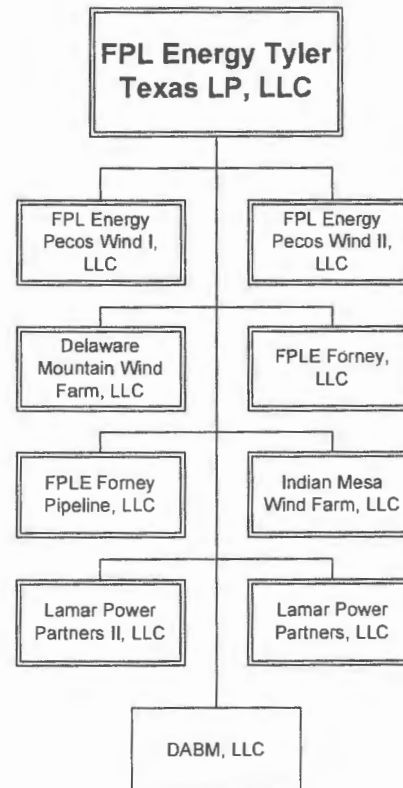 FPL Energy Tyler
Texas LP, LLC
FPL Energy
Pecos Wind I,
LLC
FPL Energy
Pecos Wind II,
LLC
Delaware
Mountain Wind
Farm, LLC
FPLE Forney,
LLC
FPLE Forney
Pipeline, LLC
Indian Mesa
Wind Farm, LLC
Lamar Power
Partners II, LLC
Lamar Power
Partners, LLC
DABM, LLC